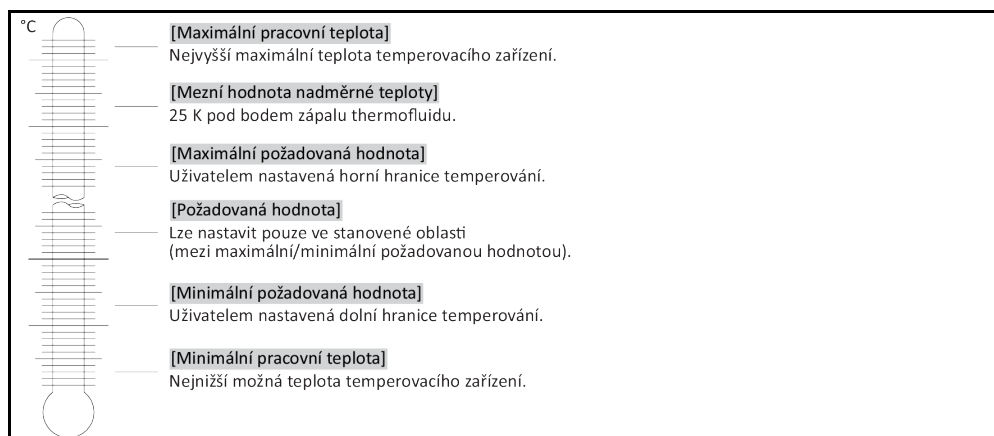 °C
[Maximální pracovní teplota]
Nejvyšší maximální teplota temperovacího zařízení.
[Mezní hodnota nadměrné teploty]
25 K pod bodem zápalu thermofluidu.
[Maximální požadovaná hodnota]
Uživatelem nastavená horní hranice temperování.
[Požadovaná hodnota]
Lze nastavit pouze ve stanovené oblasti
(mezi maximální/minimální požadovanou hodnotou).
[Minimální požadovaná hodnota]
Uživatelem nastavená dolní hranice temperování.
[Minimální pracovní teplota]
Nejnižší možná teplota temperovacího zařízení.